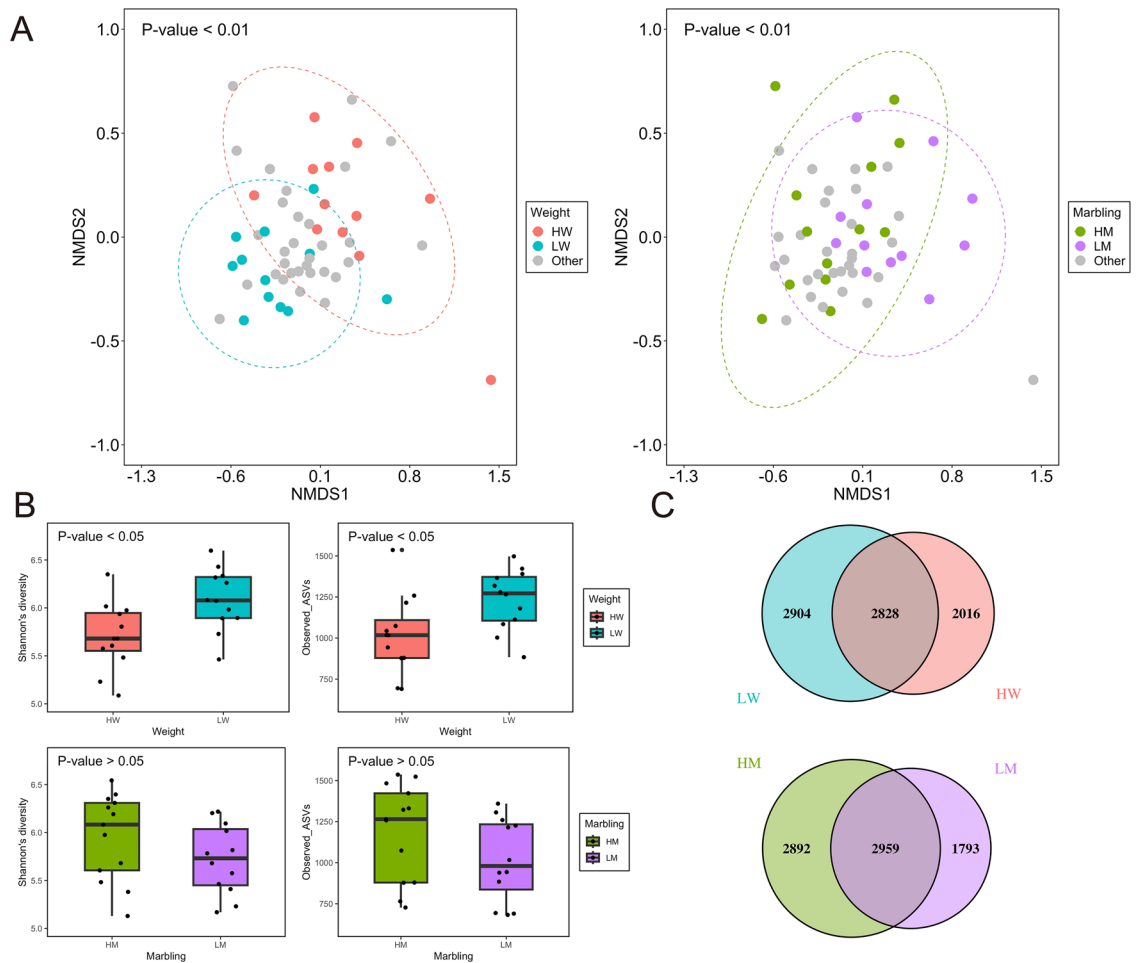 A
P-value < 0.01
1.0
0.5
0.0
-0.5
-1.0
NMDS2
-1.3
-0.6
0.1
0.8
1.5
NMDS1
Weight
HW
LW
Other
P-value < 0.01
1.0
0.5
0.0
-0.5
-1.0
NMDS2
-1.3
-0.6
0.1
0.8
1.5
NMDS1
Marbling
HM
LM
Other
B
P-value < 0.05
Shannon's diversity
6.5
6.0
5.5
5.0
HW
LW
Weight
P-value < 0.05
Observed_ASVs
1500
1250
1000
750
HW
LW
Weight
Weight
HW
LW
P-value > 0.05
Shannon's diversity
6.5
6.0
5.5
5.0
HM
LM
Marbling
P-value > 0.05
Observed_ASVs
1500
1250
1000
750
HM
LM
Marbling
Marbling
HM
LM
C
2904
2828
2016
LW
HW
HM
LM
2892
2959
1793